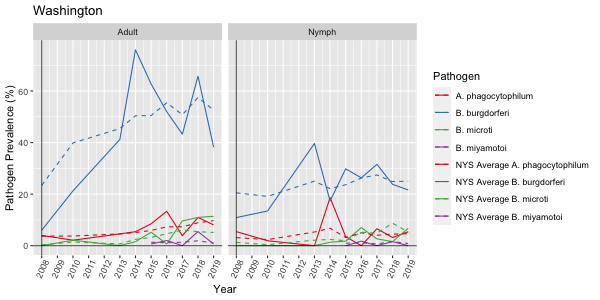 Washington
Adult
Nymph
Pathogen Prevalence (%)
60
40
20
0
2008
2009
2010
2011
2012
2013
2014
2015
2016
2017
2018
2019
2008
2009
2010
2011
2012
2013
2014
2015
2016
2017
2018
2019
Year
Pathogen
A. phagocytophilum
B. burgdorferi
B. microti
B. miyamotoi
NYS Average A. phagocytophilum
NYS Average B. burgdorferi
NYS Average B. microti
NYS Average B. miyamotoi